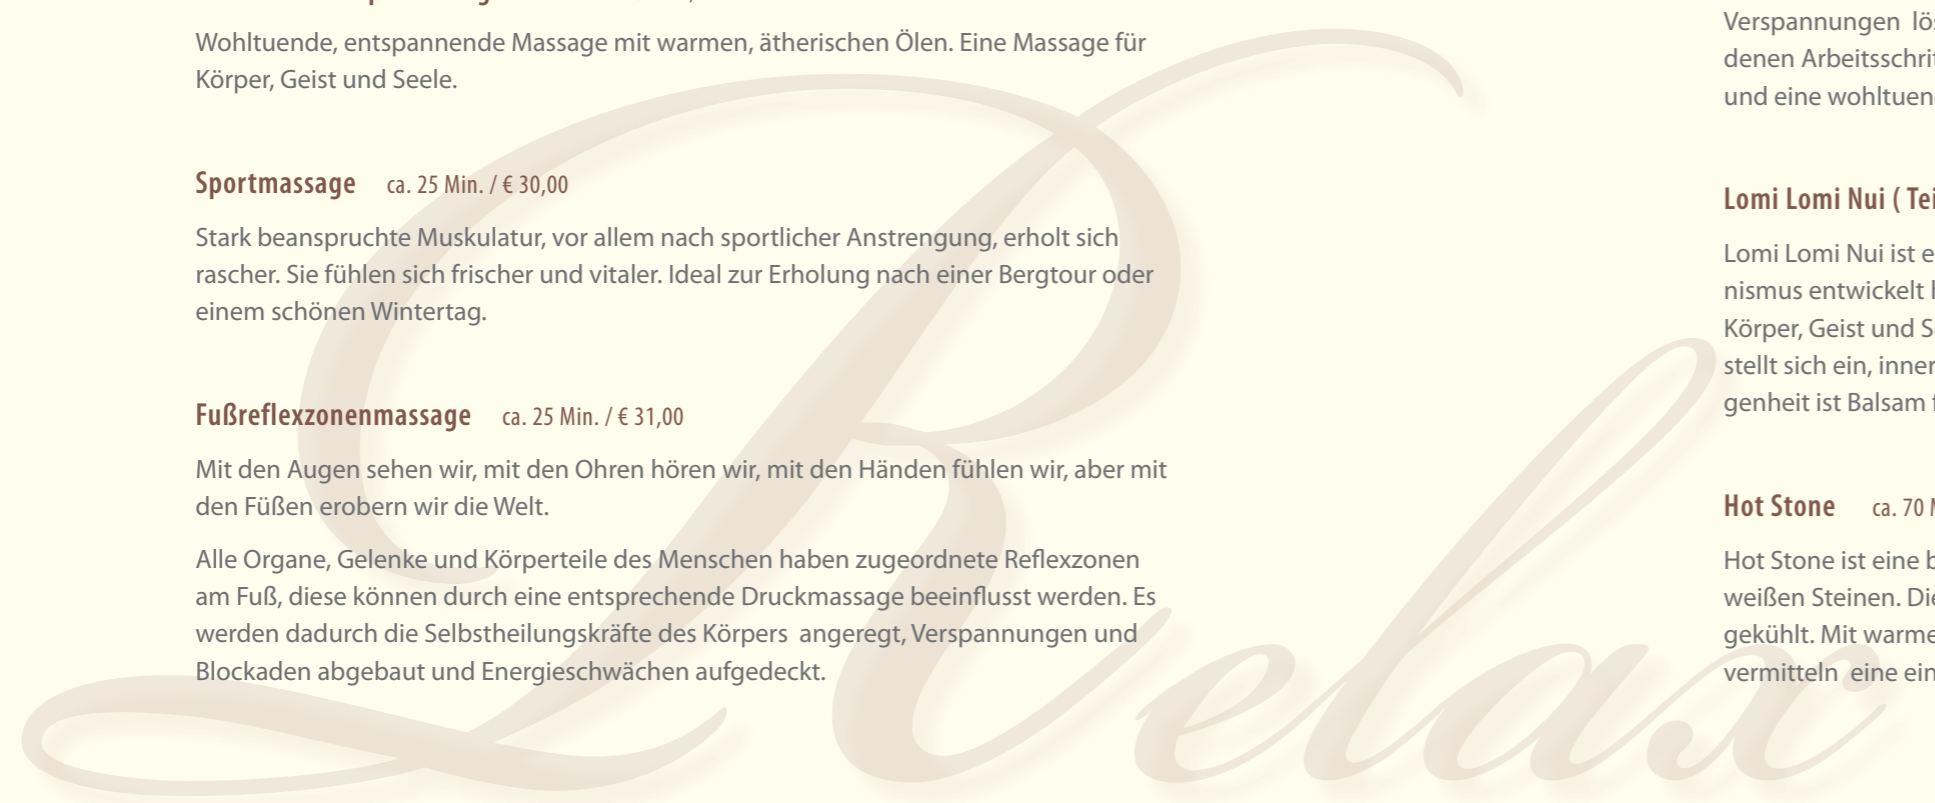 Wohltuende, entspannende Massage mit warmen, ätherischen Ölen. Eine Massage für
Körper, Geist und Seele.
Sportmassage ca. 25 Min. / € 30,00
Stark beanspruchte Muskulatur, vor allem nach sportlicher Anstrengung, erholt sich
rascher. Sie fühlen sich frischer und vitaler. Ideal zur Erholung nach einer Bergtour oder
einem schönen Wintertag.
Fußreflexzonenmassage ca. 25 Min. / € 31,00
Mit den Augen sehen wir, mit den Ohren hören wir, mit den Händen fühlen wir, aber mit
den Füßen erobern wir die Welt.
Alle Organe, Gelenke und Körperteile des Menschen haben zugeordnete Reflexzonen
am Fuß, diese können durch eine entsprechende Druckmassage beeinflusst werden. Es
werden dadurch die Selbstheilungskräfte des Körpers angeregt, Verspannungen und
Blockaden abgebaut und Energieschwächen aufgedeckt.
Relax
Verspannungen
denen
und eine
Lomi Lomi Nui (
Lomi Lomi Nui ist
nismus entwickelt
Körper, Geist und
stellt sich ein,
genheit ist Balsam
Hot Stone ca. 70
Hot Stone ist eine
weißen Steinen.
gekühlt. Mit
vermitteln eine